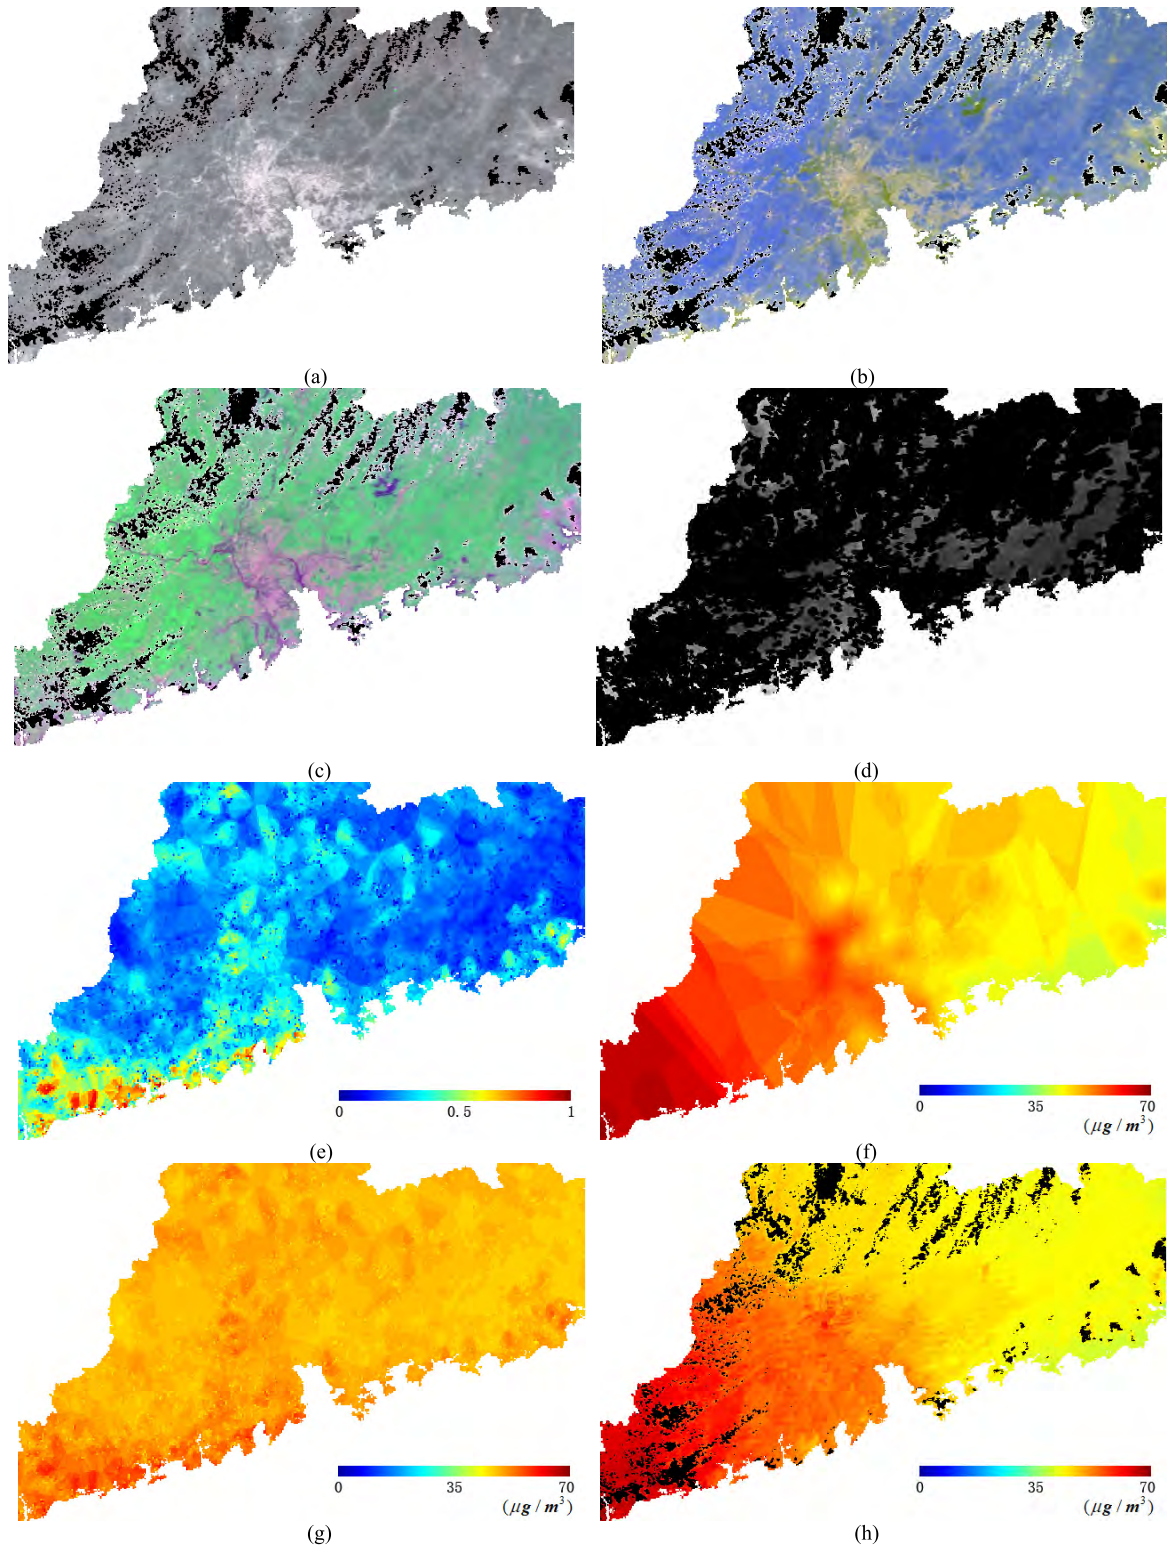 (a)
(b)
(c)
(d)
0 0.5 1
0 35 70
(μg / m³)
(e)
(f)
0 35 70
(μg / m³)
0 35 70
(μg / m³)
(g)
(h)